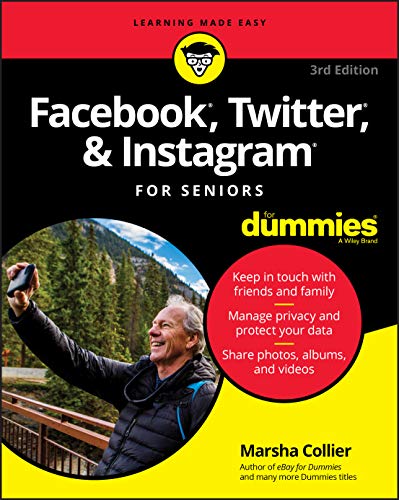 LEARNING MADE EASY
3rd Edition
Facebook®, Twitter®,
& Instagram®
FOR SENIORS
for
dummies®
A Wiley Brand
Keep in touch with
friends and family
Manage privacy and
protect your data
Share photos, albums,
and videos
Marsha Collier
Author of eBay for Dummies
and many more Dummies titles